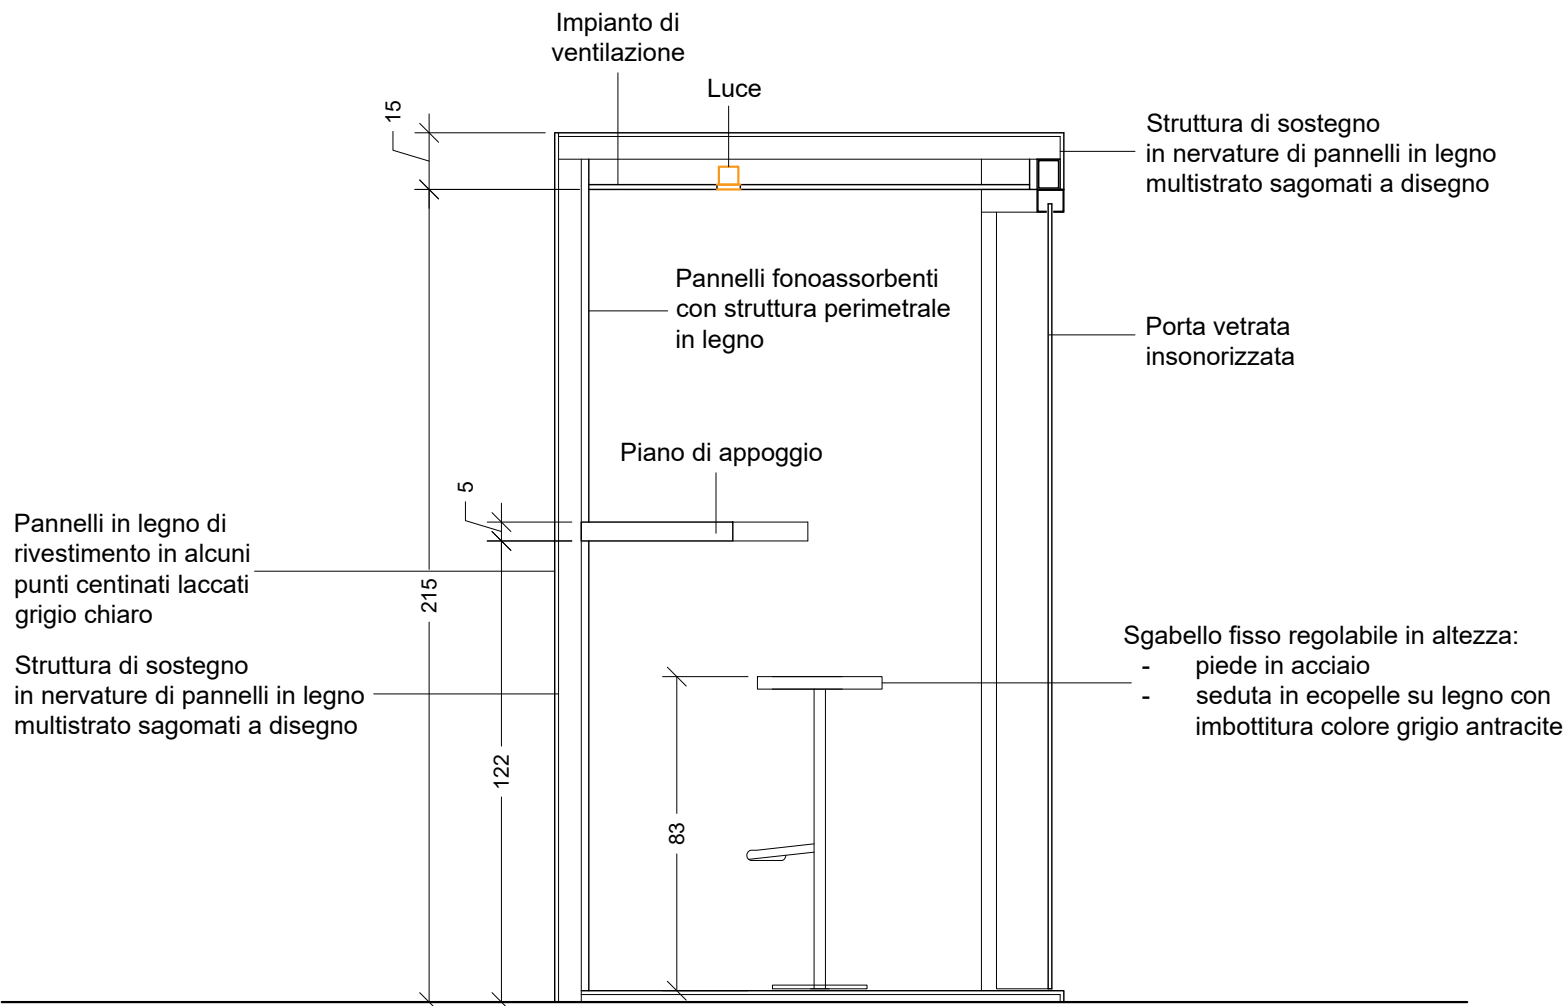 Impianto di
ventilazione
Luce
15
Struttura di sostegno
in nervature di pannelli in legno
multistrato sagomati a disegno
Pannelli fonoassorbenti
con struttura perimetrale
in legno
Porta vetrata
insonorizzata
Piano di appoggio
5
Pannelli in legno di
rivestimento in alcuni
punti centinati laccati
grigio chiaro
215
Struttura di sostegno
in nervature di pannelli in legno
multistrato sagomati a disegno
Sgabello fisso regolabile in altezza:
- piede in acciaio
- seduta in ecopelle su legno con
imbottitura colore grigio antracite
122
83